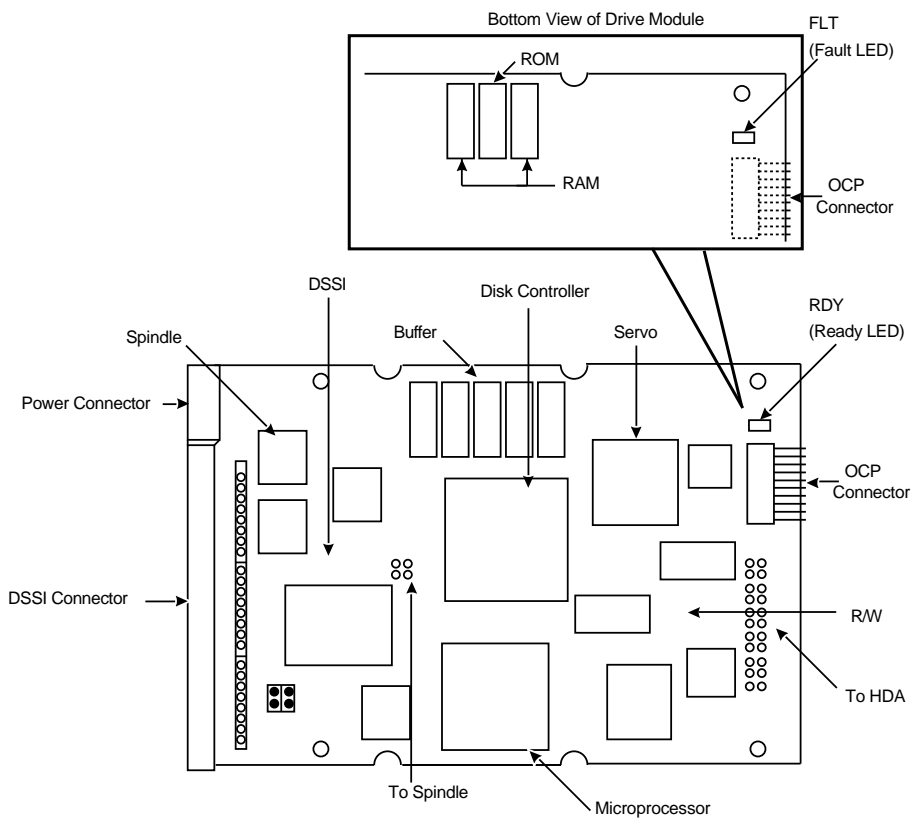 Bottom View of Drive Module
FLT
(Fault LED)
ROM
RAM
OCP
Connector
DSSI
Disk Controller
RDY
(Ready LED)
Spindle
Buffer
Servo
Power Connector
OCP
Connector
DSSI Connector
R/W
To HDA
To Spindle
Microprocessor